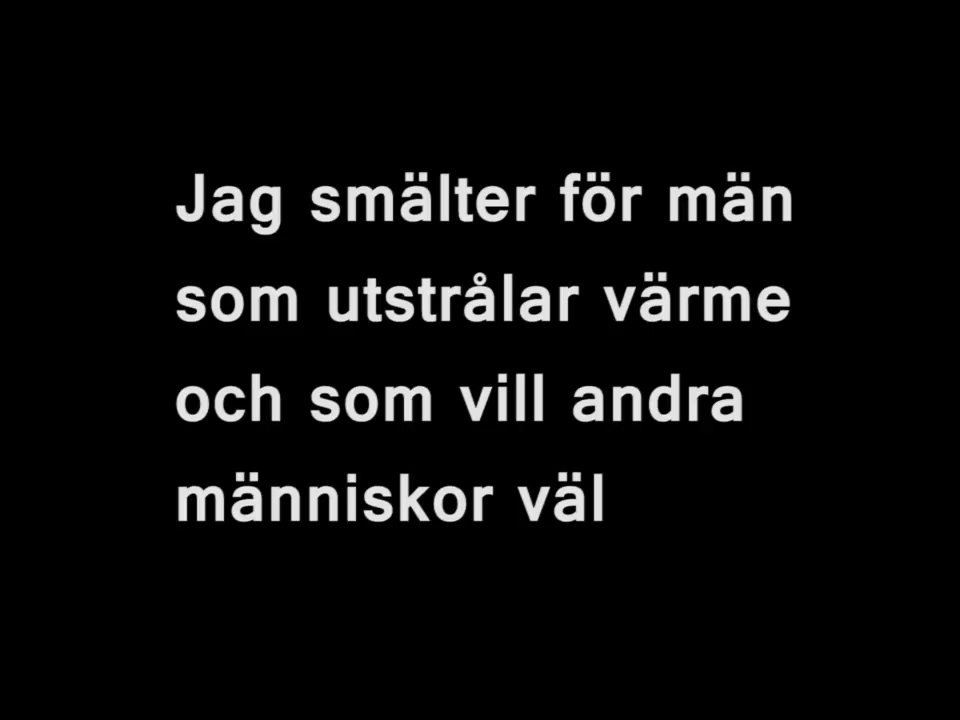 Jag smälter för män
som utstrålar värme
och som vill andra
människor väl